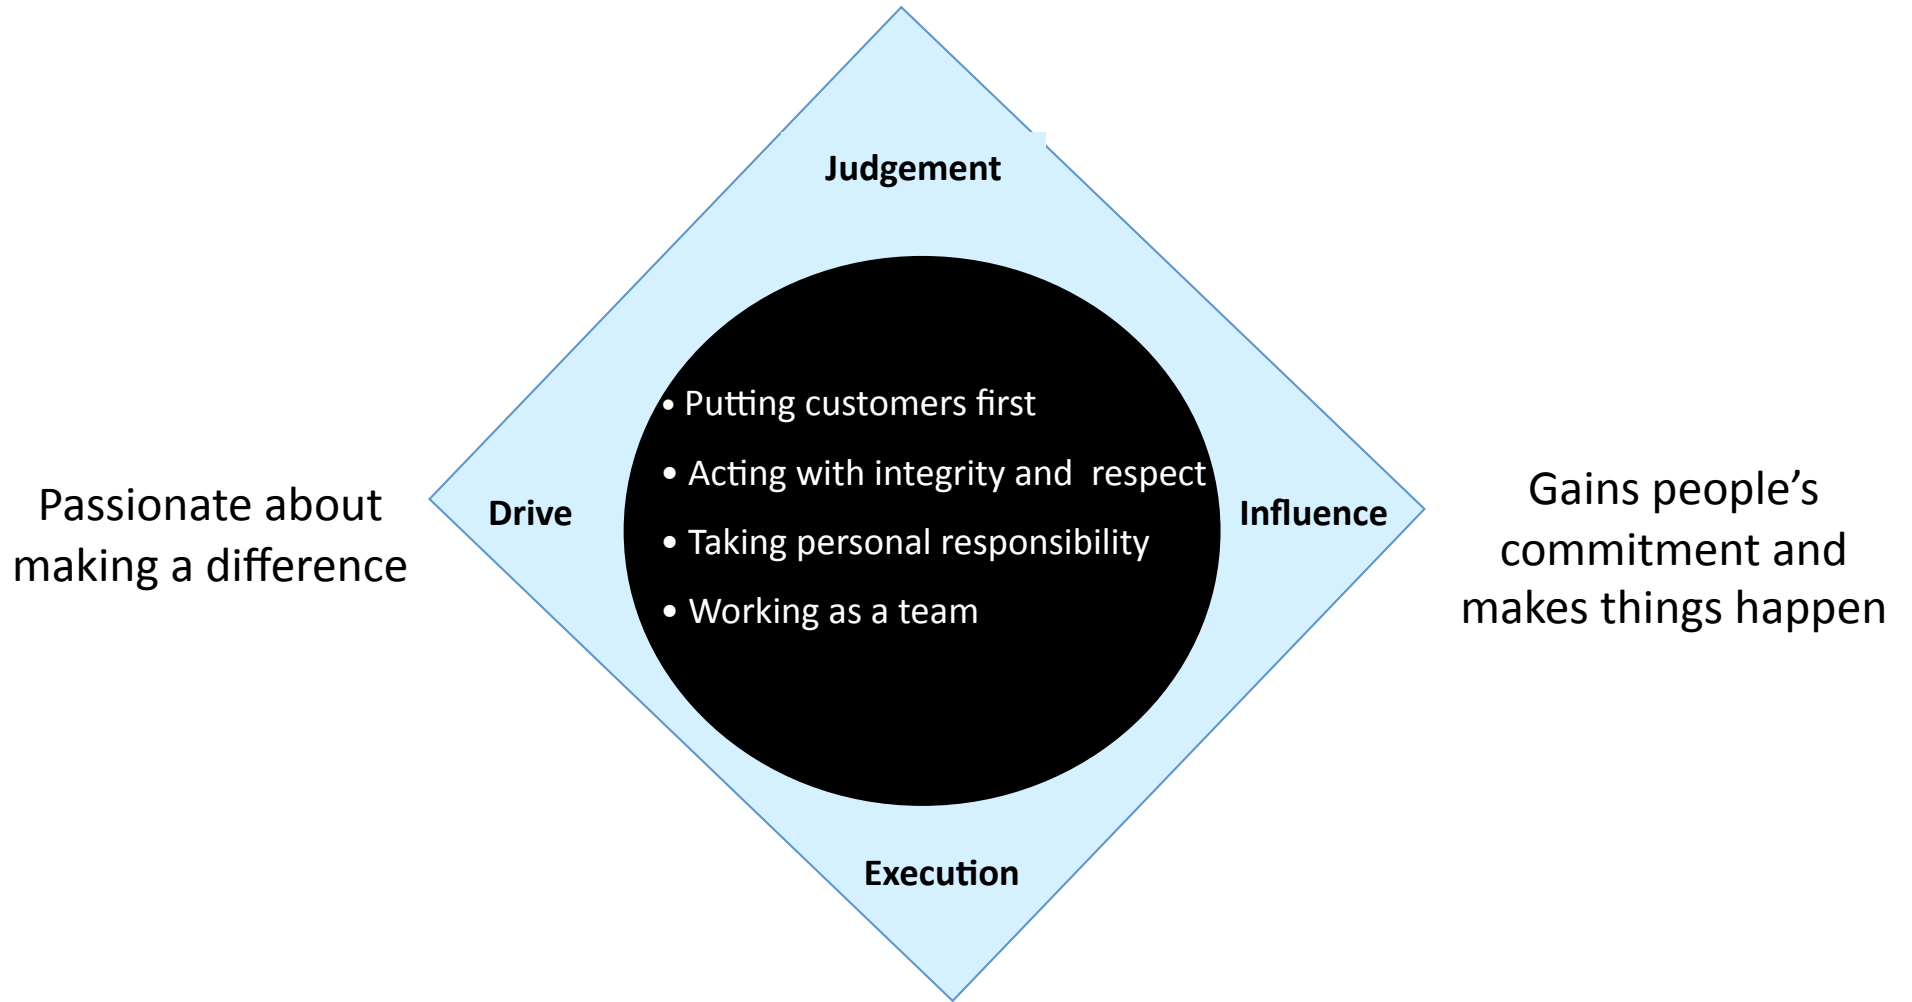 Judgement
• Putting customers first
• Acting with integrity and  respect
• Taking personal responsibility
• Working as a team
Passionate about
making a difference
Drive
Influence
Gains people’s
commitment and
makes things happen
Execution